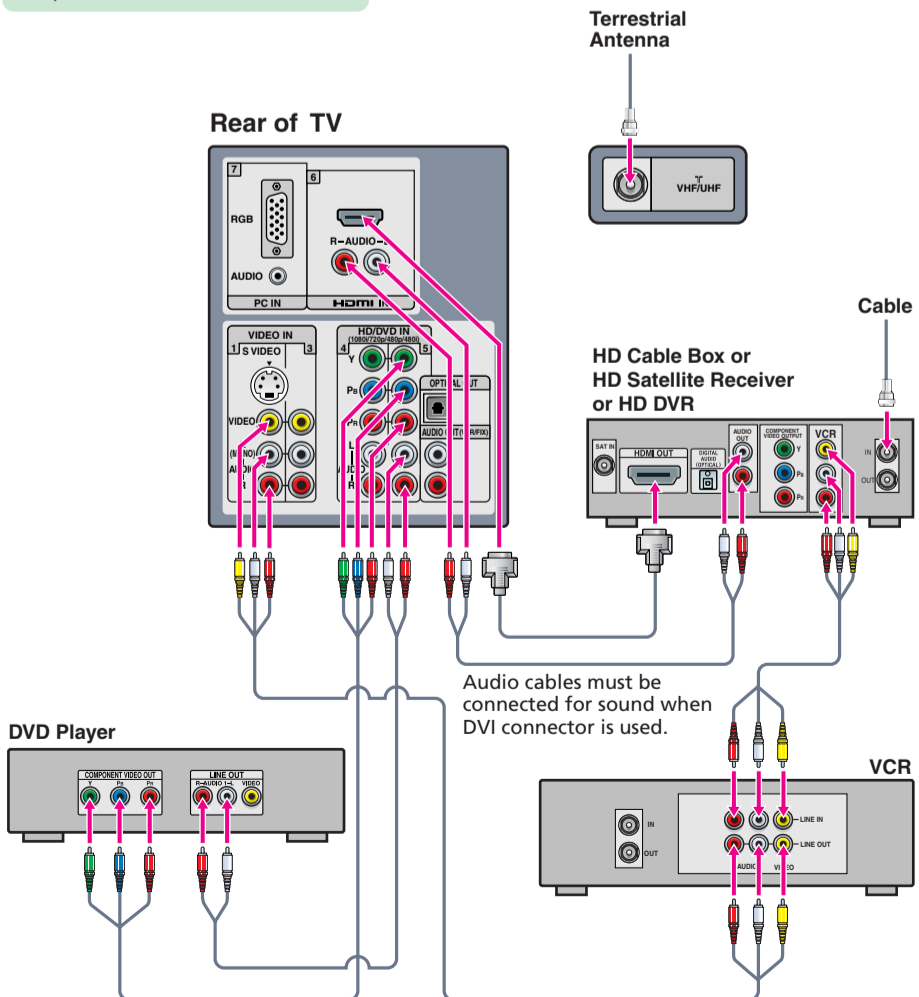 Terrestrial
Antenna
Rear of TV
VHF/UHF
7
6
RGB
R–AUDIO–
AUDIO
PC IN
HDMI IN
Cable
VIDEO IN
HD/DVD IN
(1080i/720p/480p/480i)
1
S VIDEO
3
4
5
Y
PB
PR
OPTICAL OUT
VIDEO
(MONO)
AUDIO
R
L
AUDIO
R
AUDIO OUT (VAR/FIX)
HD Cable Box or
HD Satellite Receiver
or HD DVR
SAT IN
HDMI OUT
DIGITAL
AUDIO
(OPTICAL)
AUDIO
OUT
COMPONENT
VIDEO OUTPUT
Y
PB
PR
VCR
IN
OUT
Audio cables must be
connected for sound when
DVI connector is used.
DVD Player
COMPONENT VIDEO OUT
Y
PB
PR
LINE OUT
R–AUDIO 1–L
VIDEO
VCR
IN
OUT
LINE IN
LINE OUT
AUDIO
VIDEO